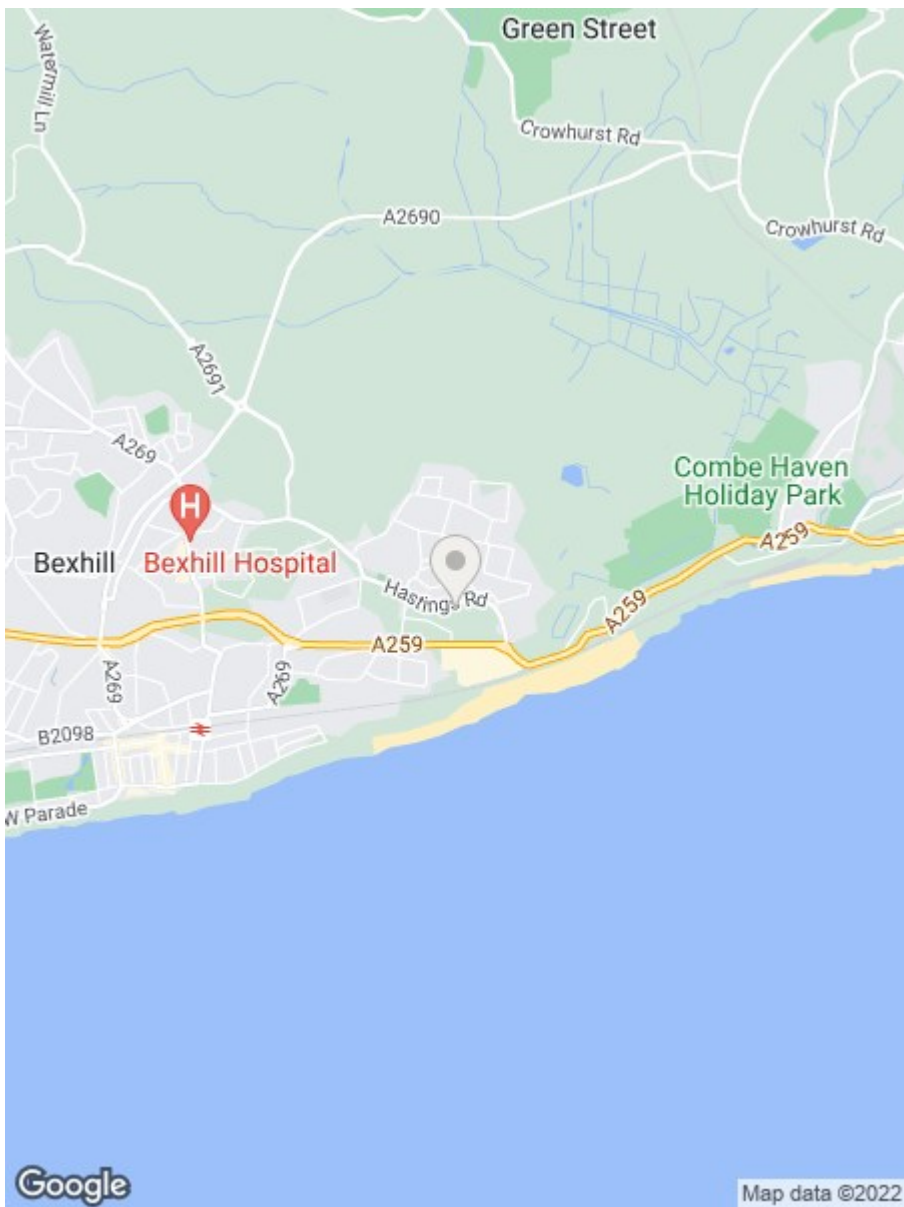 Green Street
Watermill Ln
Crowhurst Rd
A2690
Crowhurst Rd
A2691
A269
Combe Haven
Holiday Park
H
Bexhill
Bexhill Hospital
A259
Hastings Rd
A259
A259
A269
A269
B2098
W Parade
Google
Map data ©2022